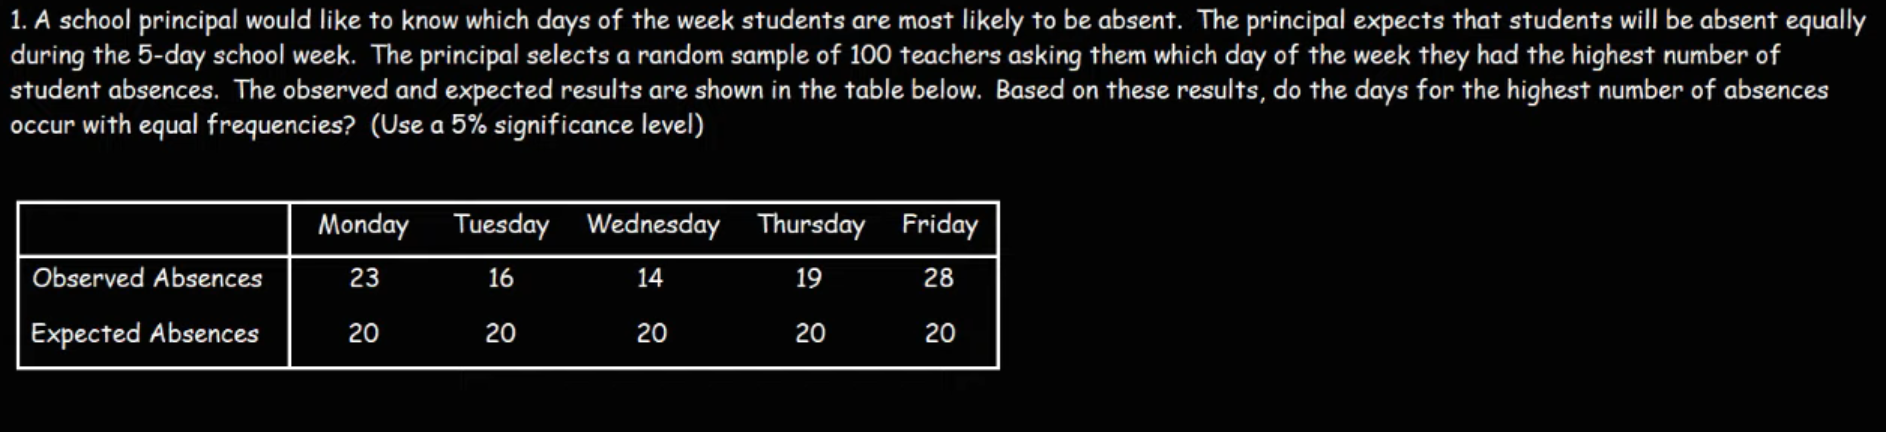 1. A school principal would like to know which days of the week students are most likely to be absent. The principal expects that students will be absent equally
during the 5-day school week. The principal selects a random sample of 100 teachers asking them which day of the week they had the highest number of
student absences. The observed and expected results are shown in the table below. Based on these results, do the days for the highest number of absences
occur with equal frequencies? (Use a 5% significance level)
Monday Tuesday Wednesday Thursday Friday
Observed Absences 23 16 14 19 28
Expected Absences 20 20 20 20 20